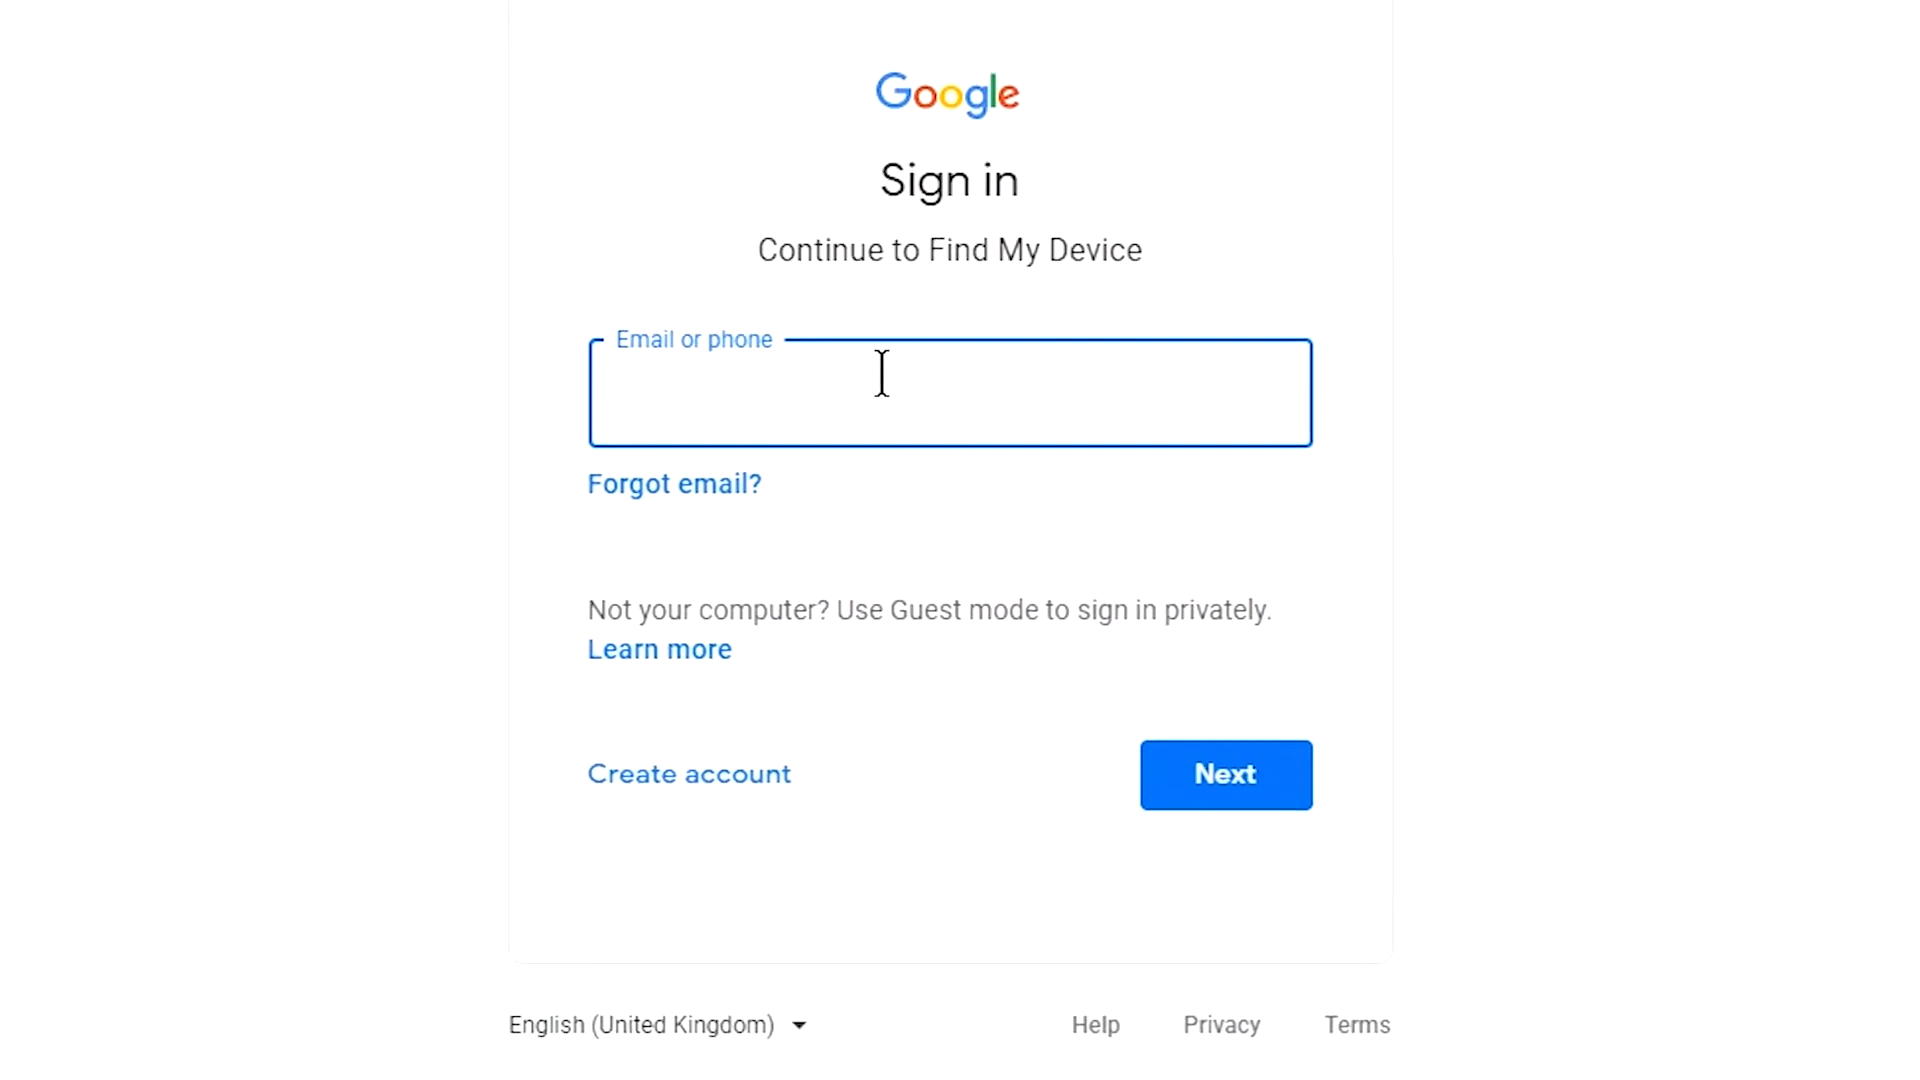 Google
Sign in
Continue to Find My Device
Email or phone
Forgot email?
Not your computer? Use Guest mode to sign in privately.
Learn more
Create account
Next
English (United Kingdom)
Help
Privacy
Terms